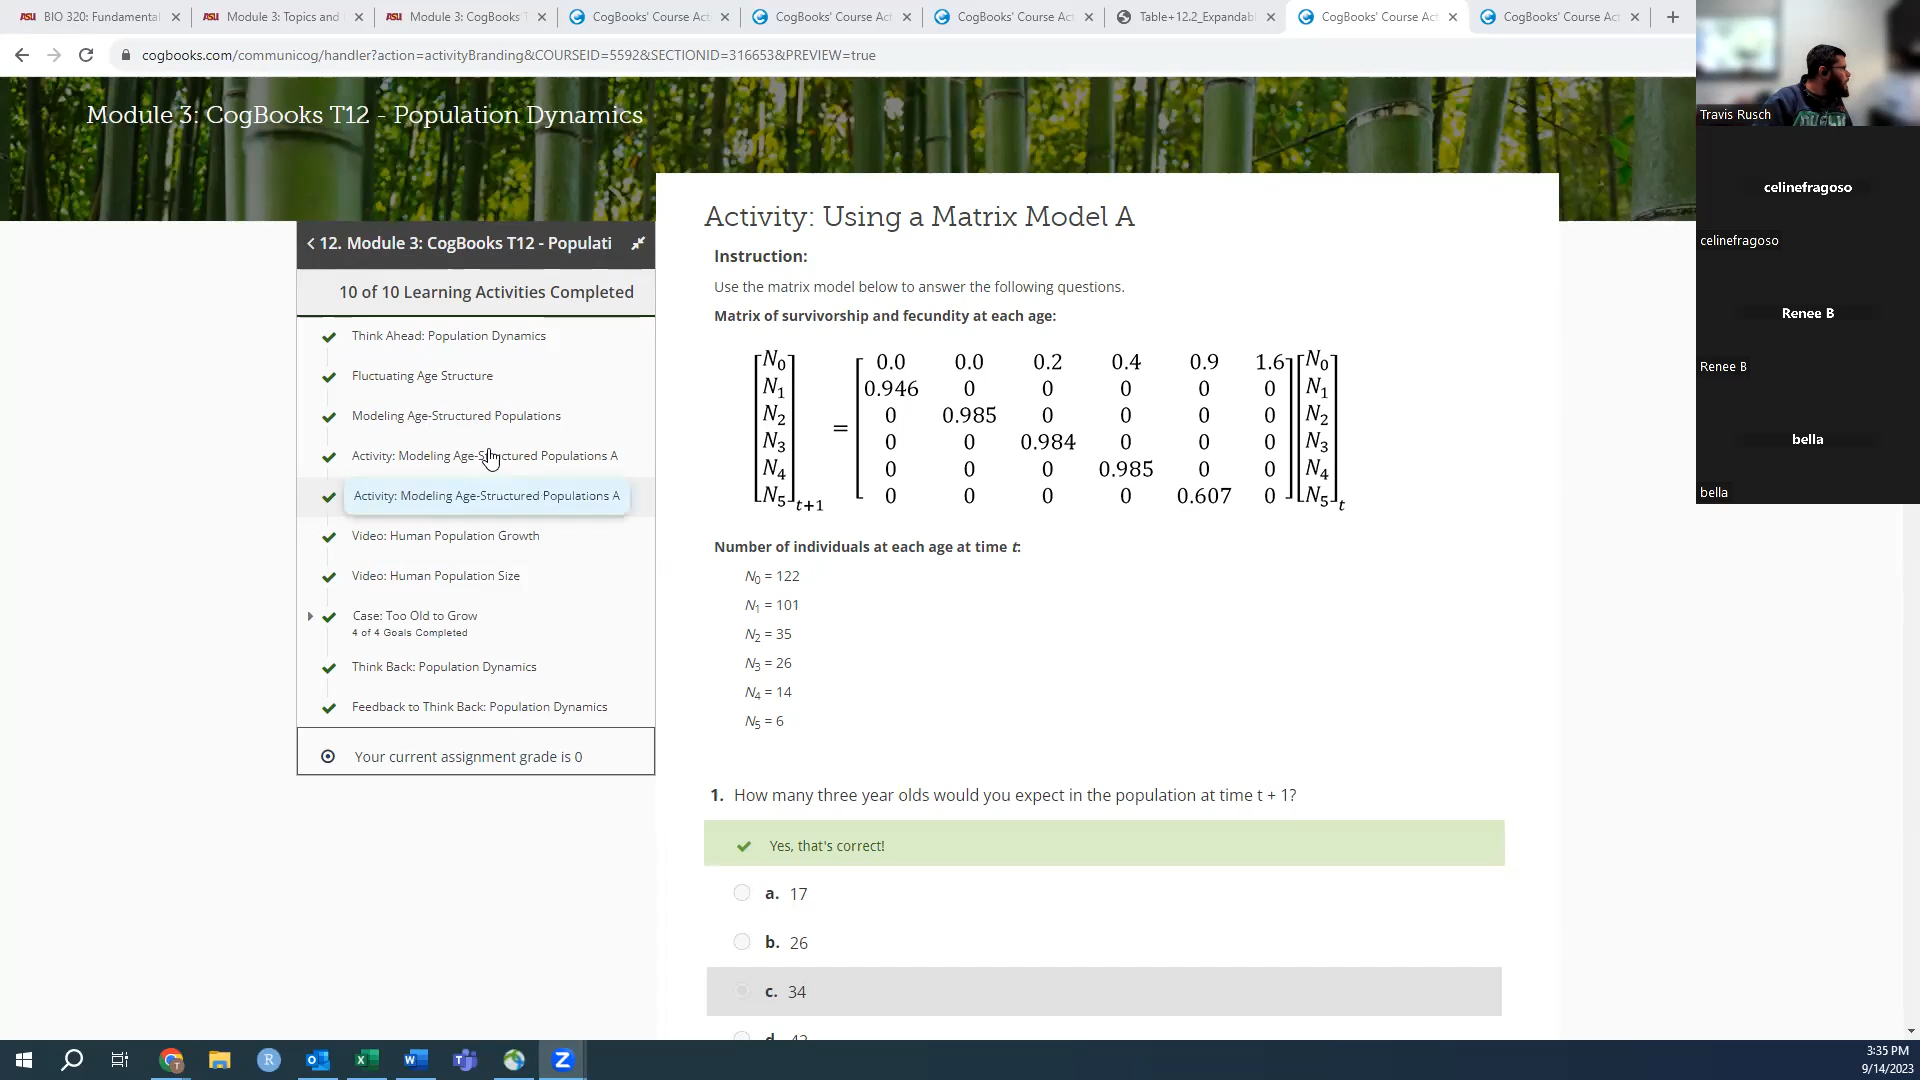 BIO 320: Fundamental
Module 3: Topics and
Module 3: CogBooks T
CogBooks' Course Act
CogBooks' Course Act
CogBooks' Course Act
Table+12.2_Expandabl
CogBooks' Course Act
CogBooks' Course Act
cogbooks.com/communicog/handler?action=activityBranding&COURSEID=5592&SECTIONID=316653&PREVIEW=true
Module 3: CogBooks T12 - Population Dynamics
12. Module 3: CogBooks T12 - Populati
10 of 10 Learning Activities Completed
Think Ahead: Population Dynamics
Fluctuating Age Structure
Modeling Age-Structured Populations
Activity: Modeling Age-Structured Populations A
Activity: Modeling Age-Structured Populations A
Video: Human Population Growth
Video: Human Population Size
Case: Too Old to Grow
4 of 4 Goals Completed
Think Back: Population Dynamics
Feedback to Think Back: Population Dynamics
Your current assignment grade is 0
Activity: Using a Matrix Model A
Instruction:
Use the matrix model below to answer the following questions.
Matrix of survivorship and fecundity at each age:
N0 0.0 0.0 0.2 0.4 0.9 1.6 N0
N1 0.946 0 0 0 0 0 N1
N2 0 0.985 0 0 0 0 N2
=
N3 0 0 0.984 0 0 0 N3
N4 0 0 0 0.985 0 0 N4
N5 t+1 0 0 0 0 0.607 0 N5 t
Number of individuals at each age at time t:
N0 = 122
N1 = 101
N2 = 35
N3 = 26
N4 = 14
N5 = 6
1. How many three year olds would you expect in the population at time t + 1?
Yes, that's correct!
a. 17
b. 26
c. 34
Travis Rusch
celinefragoso
celinefragoso
Renee B
Renee B
bella
bella
3:35 PM
9/14/2023